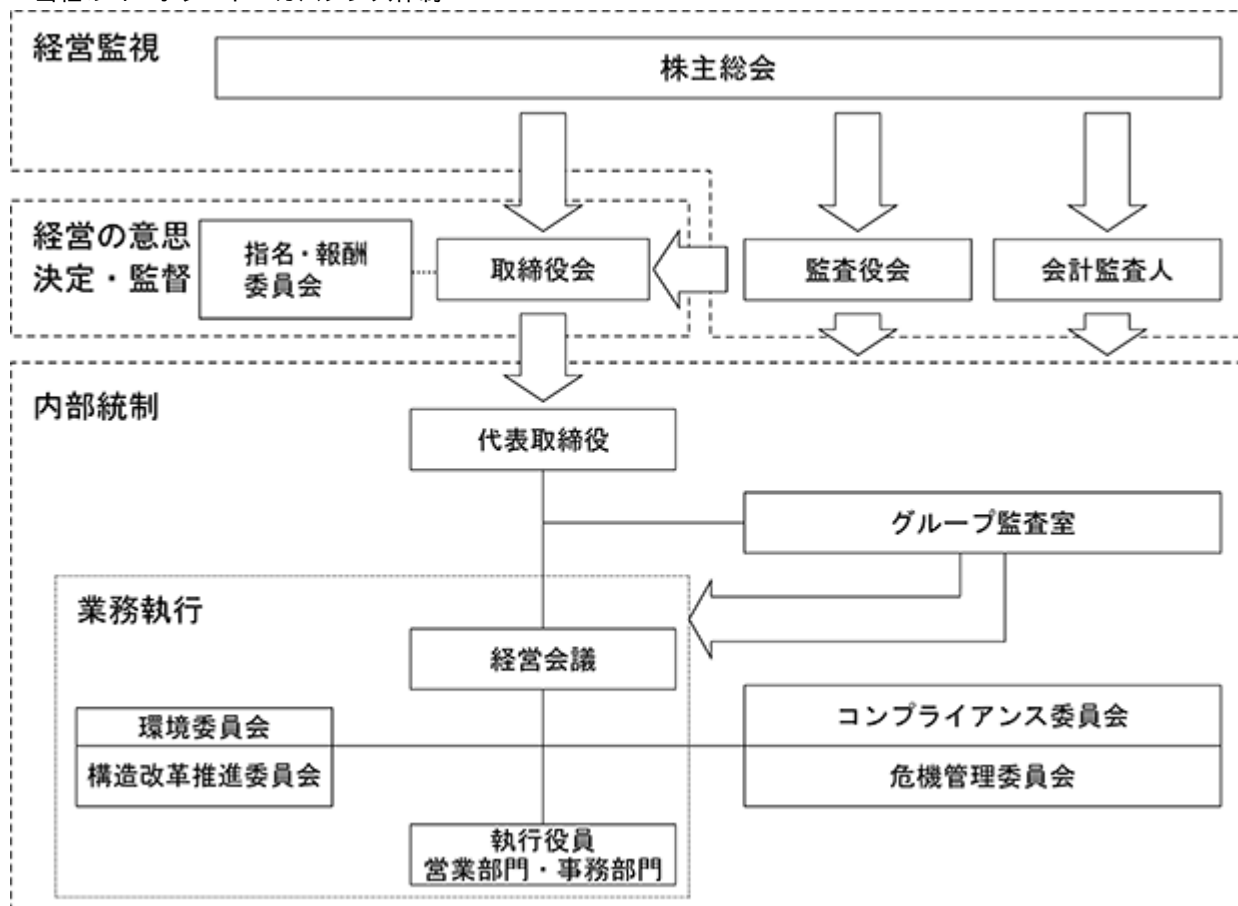 経営監視
株主総会
経営の意思
決定・監督
指名・報酬
委員会
取締役会
監査役会
会計監査人
内部統制
代表取締役
グループ監査室
業務執行
経営会議
環境委員会
構造改革推進委員会
コンプライアンス委員会
危機管理委員会
執行役員
営業部門・事務部門